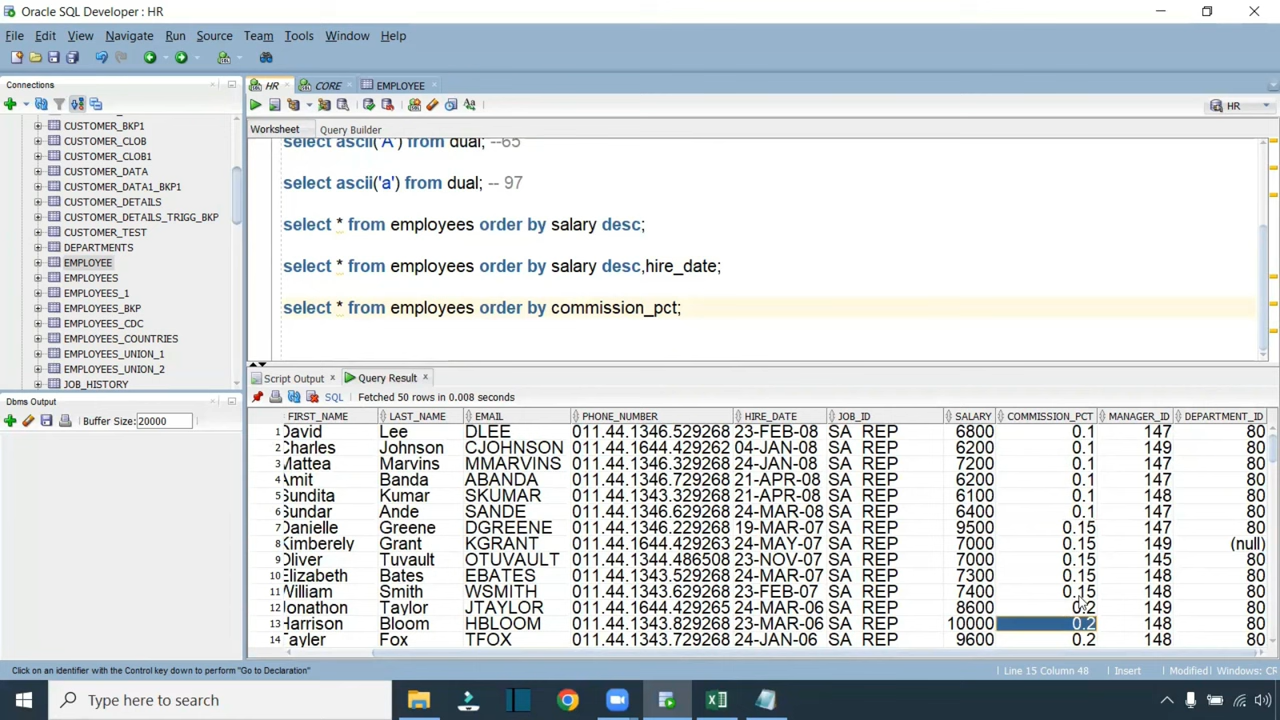 Oracle SQL Developer : HR
File Edit View Navigate Run Source Team Tools Window Help
Connections
CUSTOMER_BKP1
CUSTOMER_CLOB
CUSTOMER_CLOB1
CUSTOMER_DATA
CUSTOMER_DATA1_BKP1
CUSTOMER_DETAILS
CUSTOMER_DETAILS_TRIGG_BKP
CUSTOMER_TEST
DEPARTMENTS
EMPLOYEE
EMPLOYEES
EMPLOYEES_1
EMPLOYEES_BKP
EMPLOYEES_CDC
EMPLOYEES_COUNTRIES
EMPLOYEES_UNION_1
EMPLOYEES_UNION_2
JOB_HISTORY
Dbms Output
Buffer Size: 20000
HR CORE EMPLOYEE
HR
Worksheet Query Builder
select ascii('A') from dual; --65
select ascii('a') from dual; -- 97
select * from employees order by salary desc;
select * from employees order by salary desc,hire_date;
select * from employees order by commission_pct;
Script Output Query Result
SQL Fetched 50 rows in 0.008 seconds
FIRST_NAME LAST_NAME EMAIL PHONE_NUMBER HIRE_DATE JOB_ID SALARY COMMISSION_PCT MANAGER_ID DEPARTMENT_ID
1 David Lee DLEE 011.44.1346.529268 23-FEB-08 SA_REP 6800 0.1 147 80
2 Charles Johnson CJOHNSON 011.44.1644.429262 04-JAN-08 SA_REP 6200 0.1 149 80
3 Mattea Marvins MMARVINS 011.44.1346.329268 24-JAN-08 SA_REP 7200 0.1 147 80
4 Amit Banda ABANDA 011.44.1346.729268 21-APR-08 SA_REP 6200 0.1 147 80
5 Sundita Kumar SKUMAR 011.44.1343.329268 21-APR-08 SA_REP 6100 0.1 148 80
6 Sundar Ande SANDE 011.44.1346.629268 24-MAR-08 SA_REP 6400 0.1 147 80
7 Danielle Greene DGREENE 011.44.1346.229268 19-MAR-07 SA_REP 9500 0.15 147 80
8 Kimberely Grant KGRANT 011.44.1644.429263 24-MAY-07 SA_REP 7000 0.15 149 (null)
9 Oliver Tuvault OTUVAULT 011.44.1344.486508 23-NOV-07 SA_REP 7000 0.15 145 80
10 Elizabeth Bates EBATES 011.44.1343.529268 24-MAR-07 SA_REP 7300 0.15 148 80
11 William Smith WSMITH 011.44.1343.629268 23-FEB-07 SA_REP 7400 0.15 148 80
12 Jonathon Taylor JTAYLOR 011.44.1644.429265 24-MAR-06 SA_REP 8600 0.2 149 80
13 Harrison Bloom HBLOOM 011.44.1343.829268 23-MAR-06 SA_REP 10000 0.2 148 80
14 Tayler Fox TFOX 011.44.1343.729268 24-JAN-06 SA_REP 9600 0.2 148 80
Click on an identifier with the Control key down to perform "Go to Declaration" Line 15 Column 48 Insert Modified Windows: CR
Type here to search